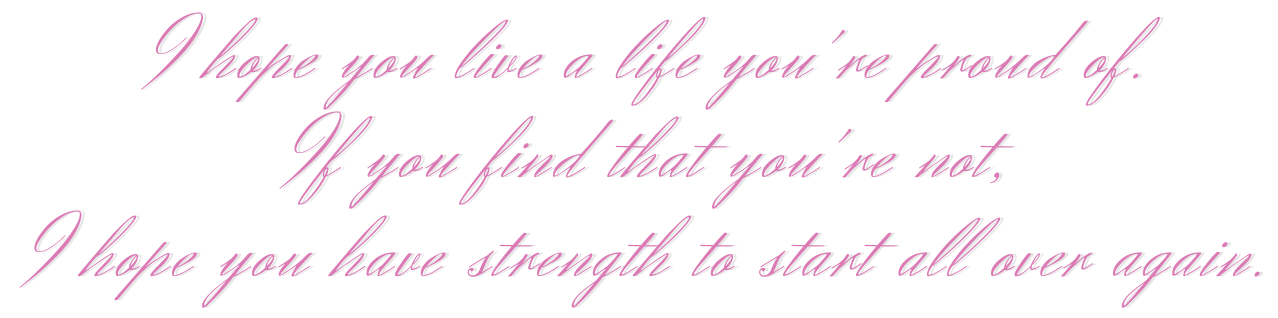 I hope you live a life you're proud of.
If you find that you're not,
I hope you have strength to start all over again.